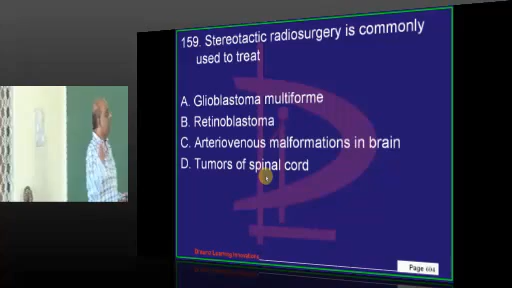 159. Stereotactic radiosurgery is commonly
used to treat
A. Glioblastoma multiforme
B. Retinoblastoma
C. Arteriovenous malformations in brain
D. Tumors of spinal cord
Page 604